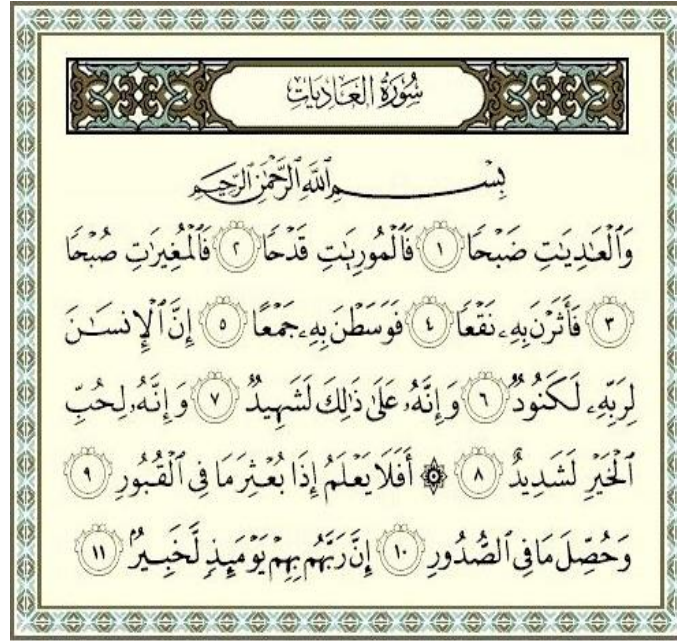 سُورَةُ العَادِيَاتِ
بِسْمِ اللَّهِ الرَّحْمَٰنِ الرَّحِيمِ
وَٱلْعَٰدِيَٰتِ ضَبْحًا ١ فَٱلْمُورِيَٰتِ قَدْحًا ٢ فَٱلْمُغِيرَٰتِ صُبْحًا
٣ فَأَثَرْنَ بِهِۦ نَقْعًا ٤ فَوَسَطْنَ بِهِۦ جَمْعًا ٥ إِنَّ ٱلْإِنسَٰنَ
لِرَبِّهِۦ لَكَنُودٌ ٦ وَإِنَّهُۥ عَلَىٰ ذَٰلِكَ لَشَهِيدٌ ٧ وَإِنَّهُۥ لِحُبِّ
ٱلْخَيْرِ لَشَدِيدٌ ٨ ۞ أَفَلَا يَعْلَمُ إِذَا بُعْثِرَ مَا فِى ٱلْقُبُورِ ٩
وَحُصِّلَ مَا فِى ٱلصُّدُورِ ١٠ إِنَّ رَبَّهُم بِهِمْ يَوْمَئِذٍ لَّخَبِيرٌۢ ١١